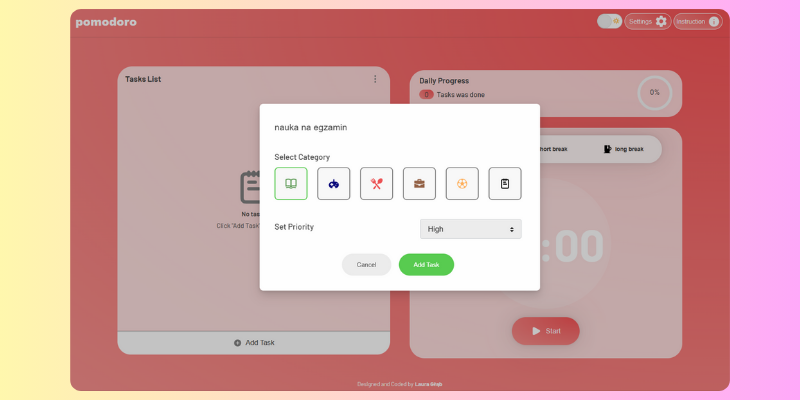 pomodoro
Settings
Instruction
Tasks List
Daily Progress
0 Tasks was done
0%
nauka na egzamin
Select Category
Set Priority
High
Cancel
Add Task
hort break
long break
No tas
Click 'Add Task'
:00
Start
Add Task
Designed and Coded by